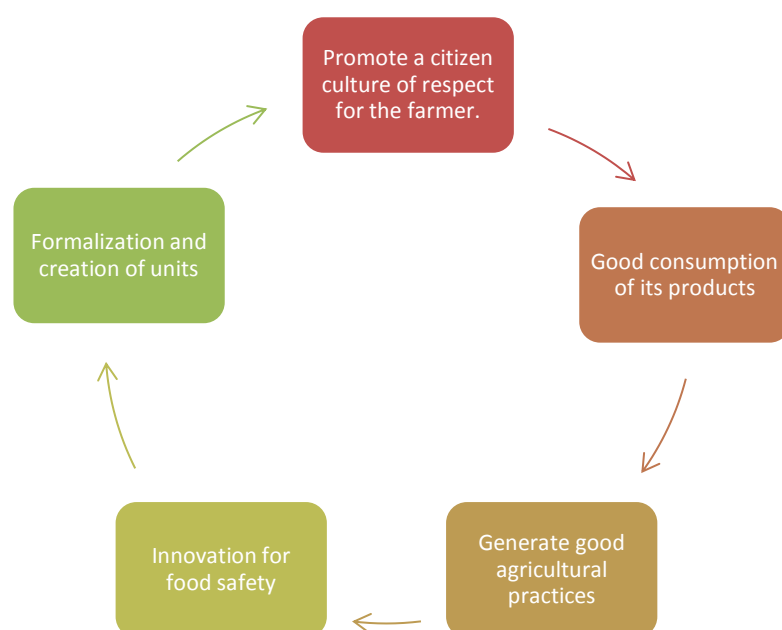 Promote a citizen
culture of respect
for the farmer.
Good consumption
of its products
Generate good
agricultural
practices
Innovation for
food safety
Formalization and
creation of units